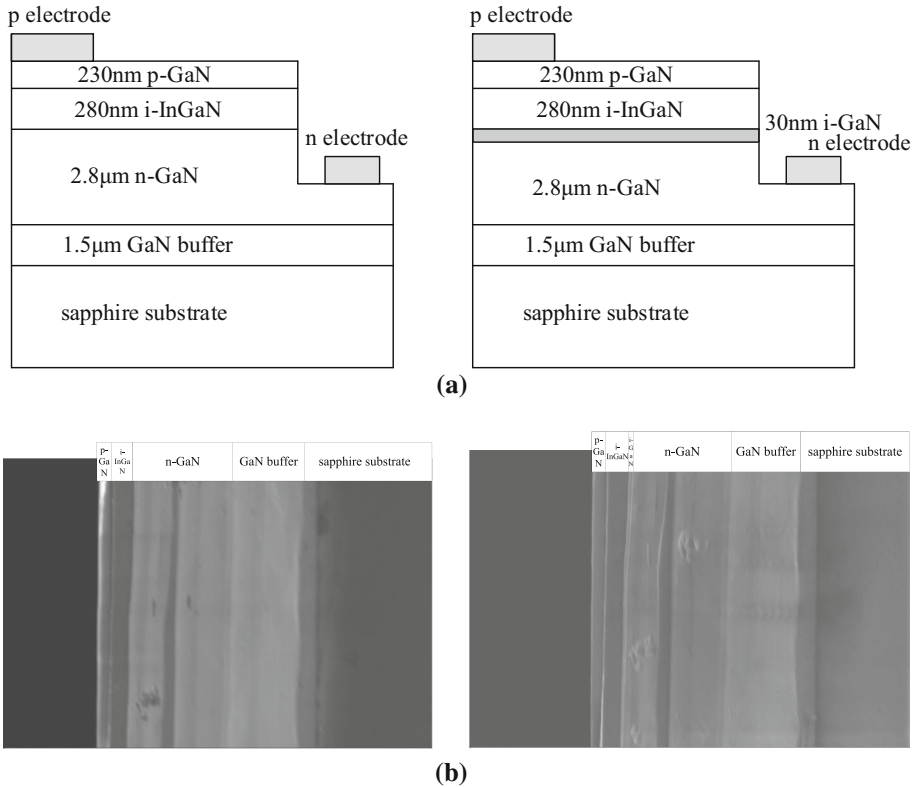 p electrode
230nm p-GaN
280nm i-InGaN
n electrode
2.8μm n-GaN
1.5μm GaN buffer
sapphire substrate
p electrode
230nm p-GaN
280nm i-InGaN
30nm i-GaN
n electrode
2.8μm n-GaN
1.5μm GaN buffer
sapphire substrate
(a)
p-
Ga
N
i-
InGa
N
n-GaN
GaN buffer
sapphire substrate
p-
Ga
N
i-
InGaN
i-
G
a
N
n-GaN
GaN buffer
sapphire substrate
(b)